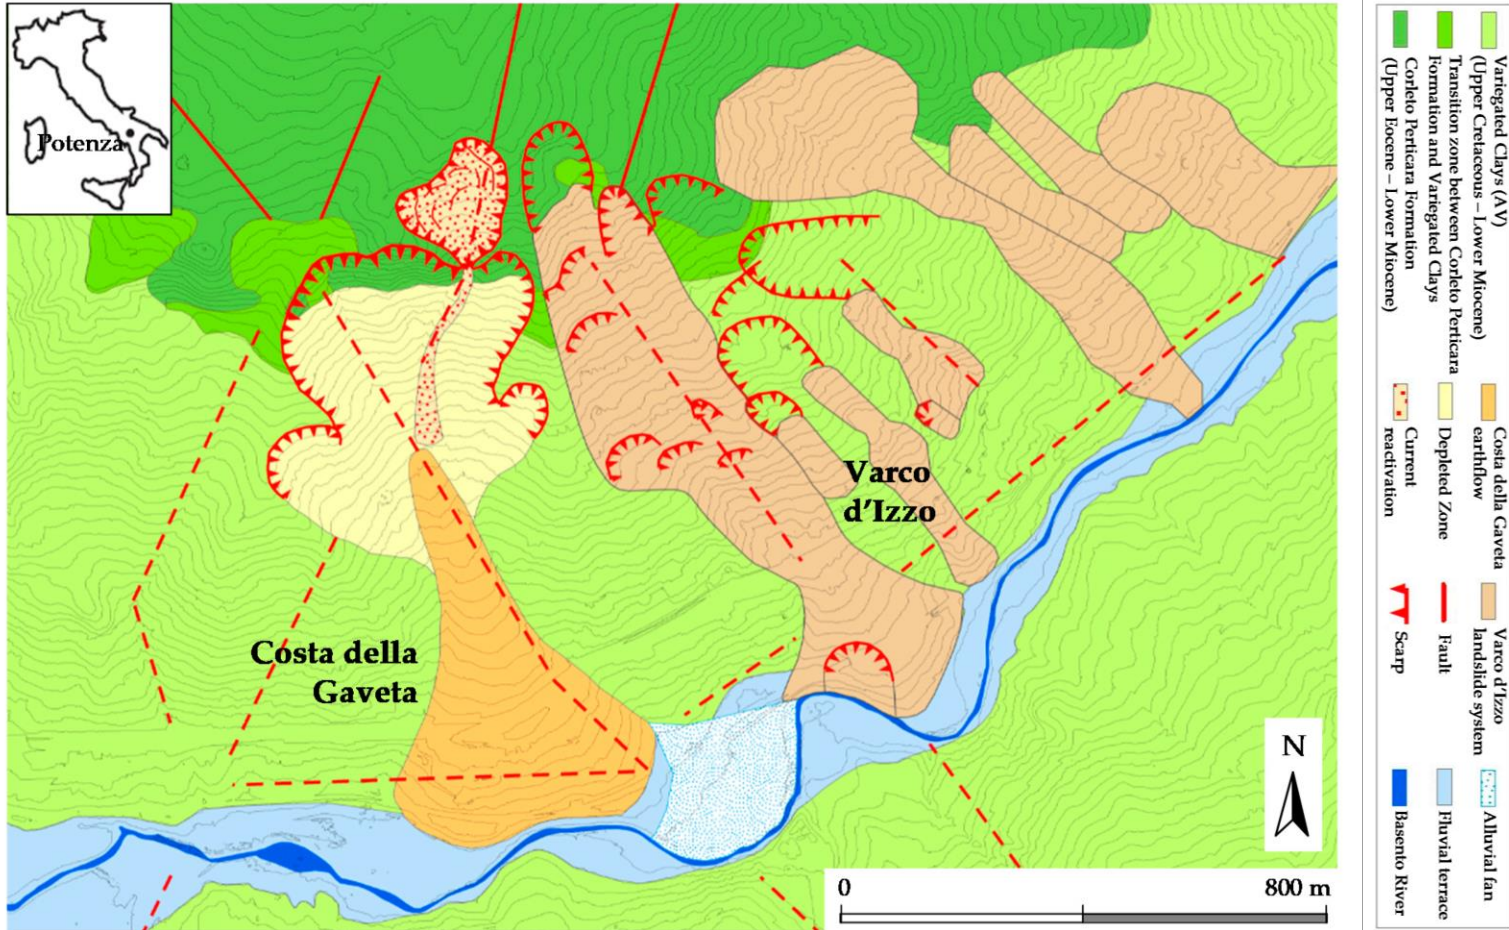 Potenza
Varco
d'Izzo
Costa della
Gaveta
N
0
800 m
Variegated Clays (AV)
(Upper Cretaceous – Lower Miocene)
Transition zone between Corleto Perticara
Formation and Variegated Clays
Corleto Perticara Formation
(Upper Eocene – Lower Miocene)
Costa della Gaveta
earthflow
Depleted Zone
Current
reactivation
Varco d'Izzo
landslide system
Fault
Scarp
Alluvial fan
Fluvial terrace
Basento River